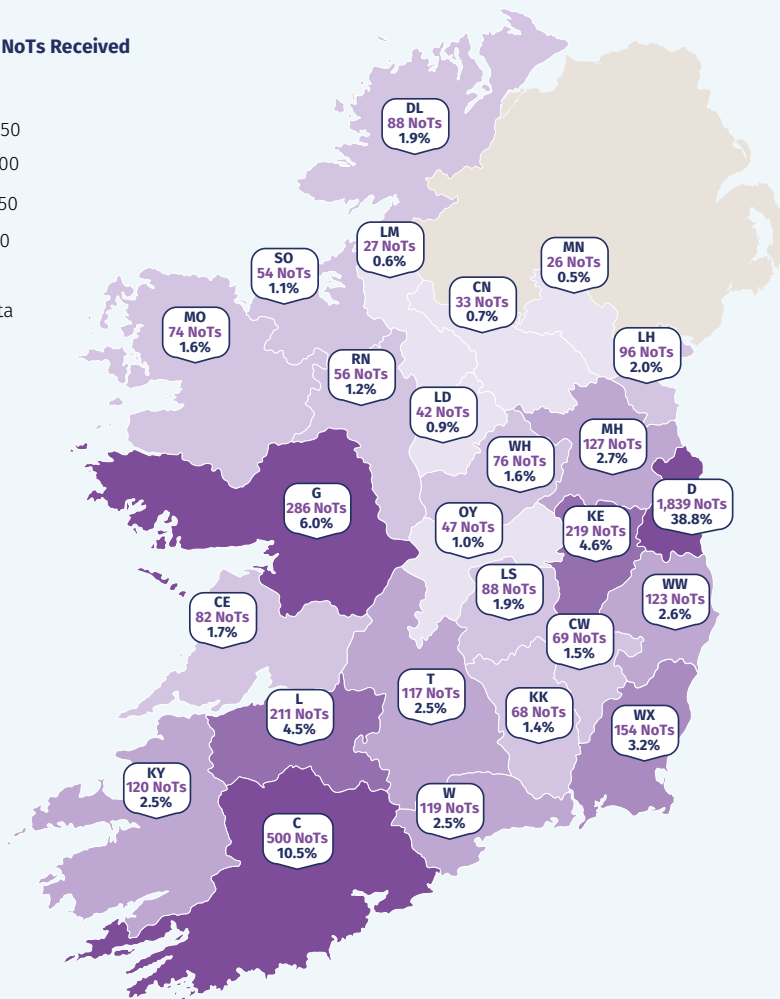 NoTs Received
50
00
50
0
ta
DL
88 NoTs
1.9%
LM
27 NoTs
0.6%
MN
26 NoTs
0.5%
SO
54 NoTs
1.1%
CN
33 NoTs
0.7%
MO
74 NoTs
1.6%
LH
96 NoTs
2.0%
RN
56 NoTs
1.2%
LD
42 NoTs
0.9%
MH
127 NoTs
2.7%
WH
76 NoTs
1.6%
D
1,839 NoTs
38.8%
G
286 NoTs
6.0%
OY
47 NoTs
1.0%
KE
219 NoTs
4.6%
LS
88 NoTs
1.9%
WW
123 NoTs
2.6%
CE
82 NoTs
1.7%
CW
69 NoTs
1.5%
T
117 NoTs
2.5%
L
211 NoTs
4.5%
KK
68 NoTs
1.4%
WX
154 NoTs
3.2%
KY
120 NoTs
2.5%
W
119 NoTs
2.5%
C
500 NoTs
10.5%